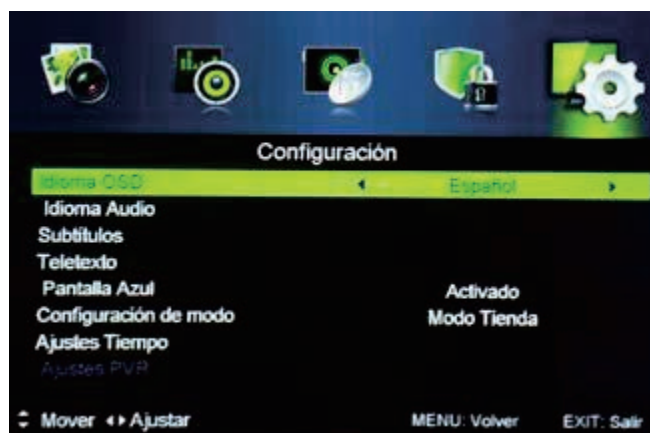 Configuración
Idioma OSD Español
Idioma Audio
Subtítulos
Teletexto
Pantalla Azul Activado
Configuración de modo Modo Tienda
Ajustes Tiempo
Ajustes PVR
Mover Ajustar MENU: Volver EXIT: Salir